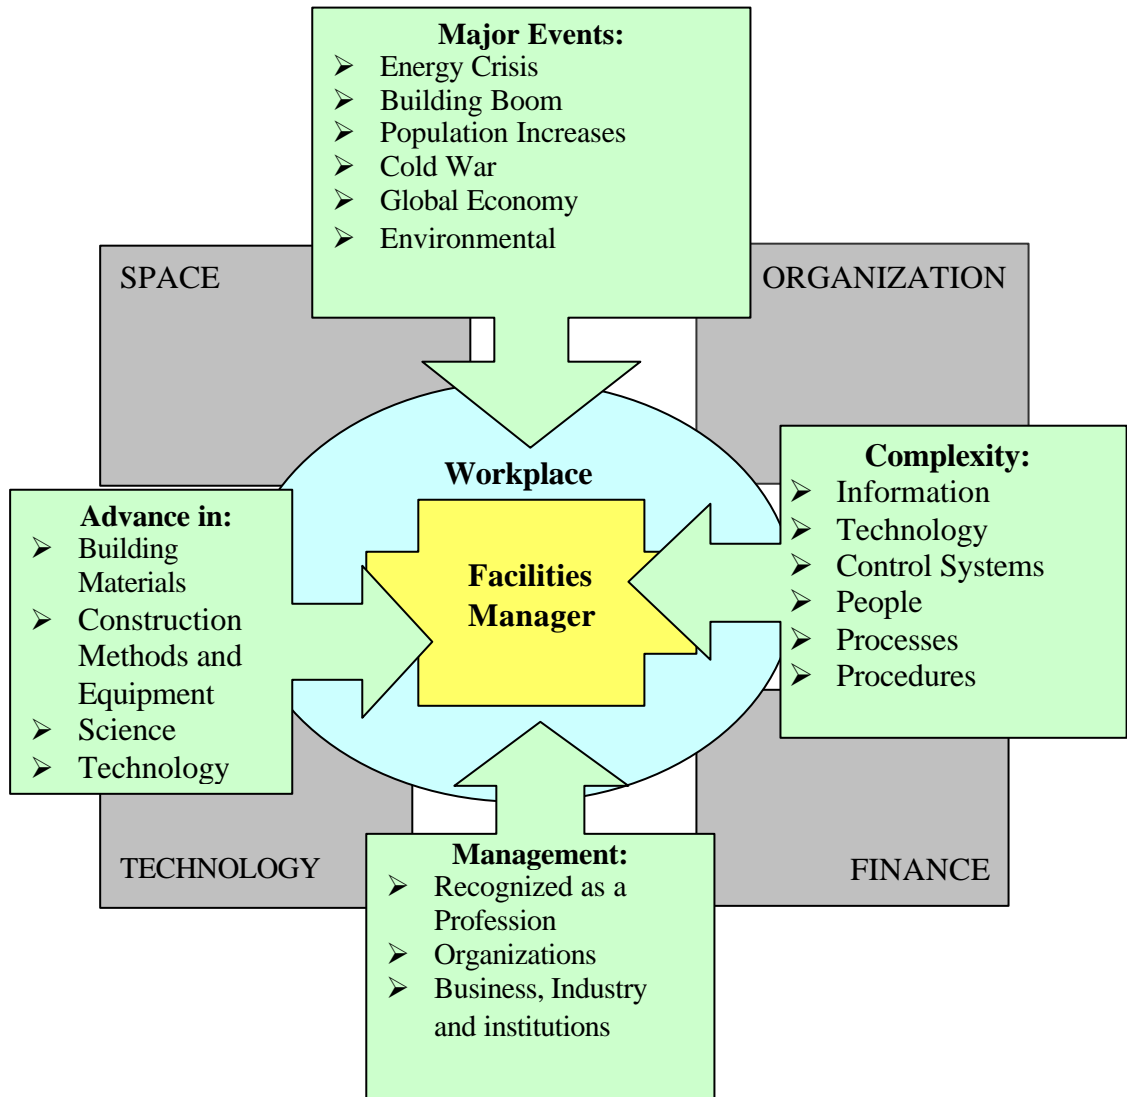 Major Events:
➢ Energy Crisis
➢ Building Boom
➢ Population Increases
➢ Cold War
➢ Global Economy
➢ Environmental
SPACE
ORGANIZATION
Workplace
Facilities
Manager
Advance in:
➢ Building
Materials
➢ Construction
Methods and
Equipment
➢ Science
➢ Technology
Complexity:
➢ Information
➢ Technology
➢ Control Systems
➢ People
➢ Processes
➢ Procedures
TECHNOLOGY
FINANCE
Management:
➢ Recognized as a
Profession
➢ Organizations
➢ Business, Industry
and institutions